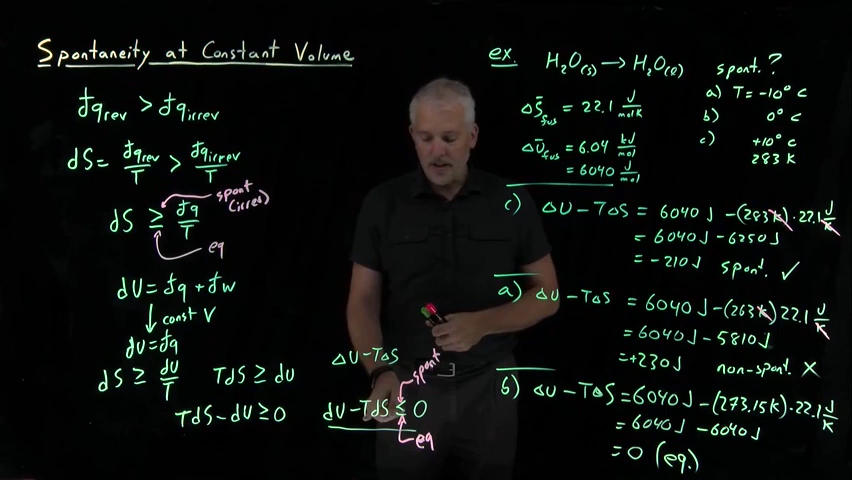 Spontaneity at Constant Volume
đq_rev > đq_irrev
dS = đq_rev/T > đq_irrev/T
spont (irrev)
dS ≥ đq/T
eq
dU = đq + đw
↓ const V
dU = đq
dS ≥ dU/T   TdS ≥ dU
TdS - dU ≥ 0
ΔU - TΔS
spont
dU - TdS ≤ 0
eq
ex. H₂O(s) → H₂O(ℓ) spont. ?
a) T = -10° C
b) 0° C
c) +10° C
283 K
ΔS̄_fus = 22.1 J/mol K
ΔŪ_fus = 6.04 kJ/mol
= 6040 J/mol
c) ΔU - TΔS = 6040 J - (283 K)·22.1 J/K
= 6040 J - 6250 J
= -210 J spont. ✓
a) ΔU - TΔS = 6040 J - (263 K) 22.1 J/K
= 6040 J - 5810 J
= +230 J non-spont. ✗
b) ΔU - TΔS = 6040 J - (273.15 K)·22.1 J/K
= 6040 J - 6040 J
= 0 (eq.)